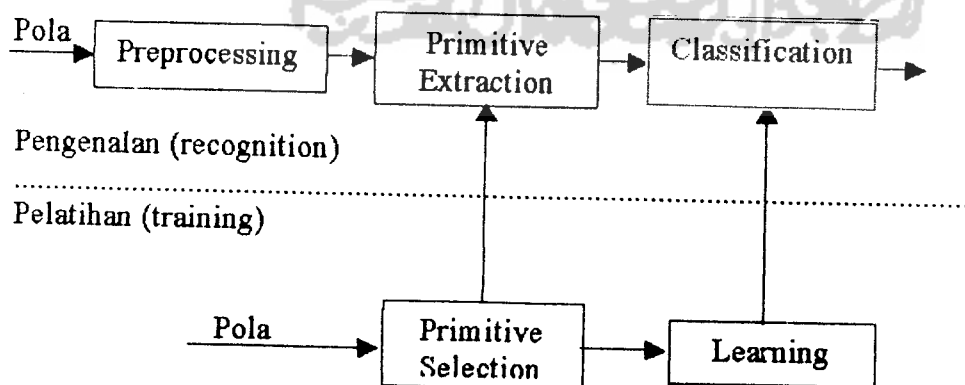 Pola
Preprocessing
Primitive
Extraction
Classification
Pengenalan (recognition)
Pelatihan (training)
Pola
Primitive
Selection
Learning